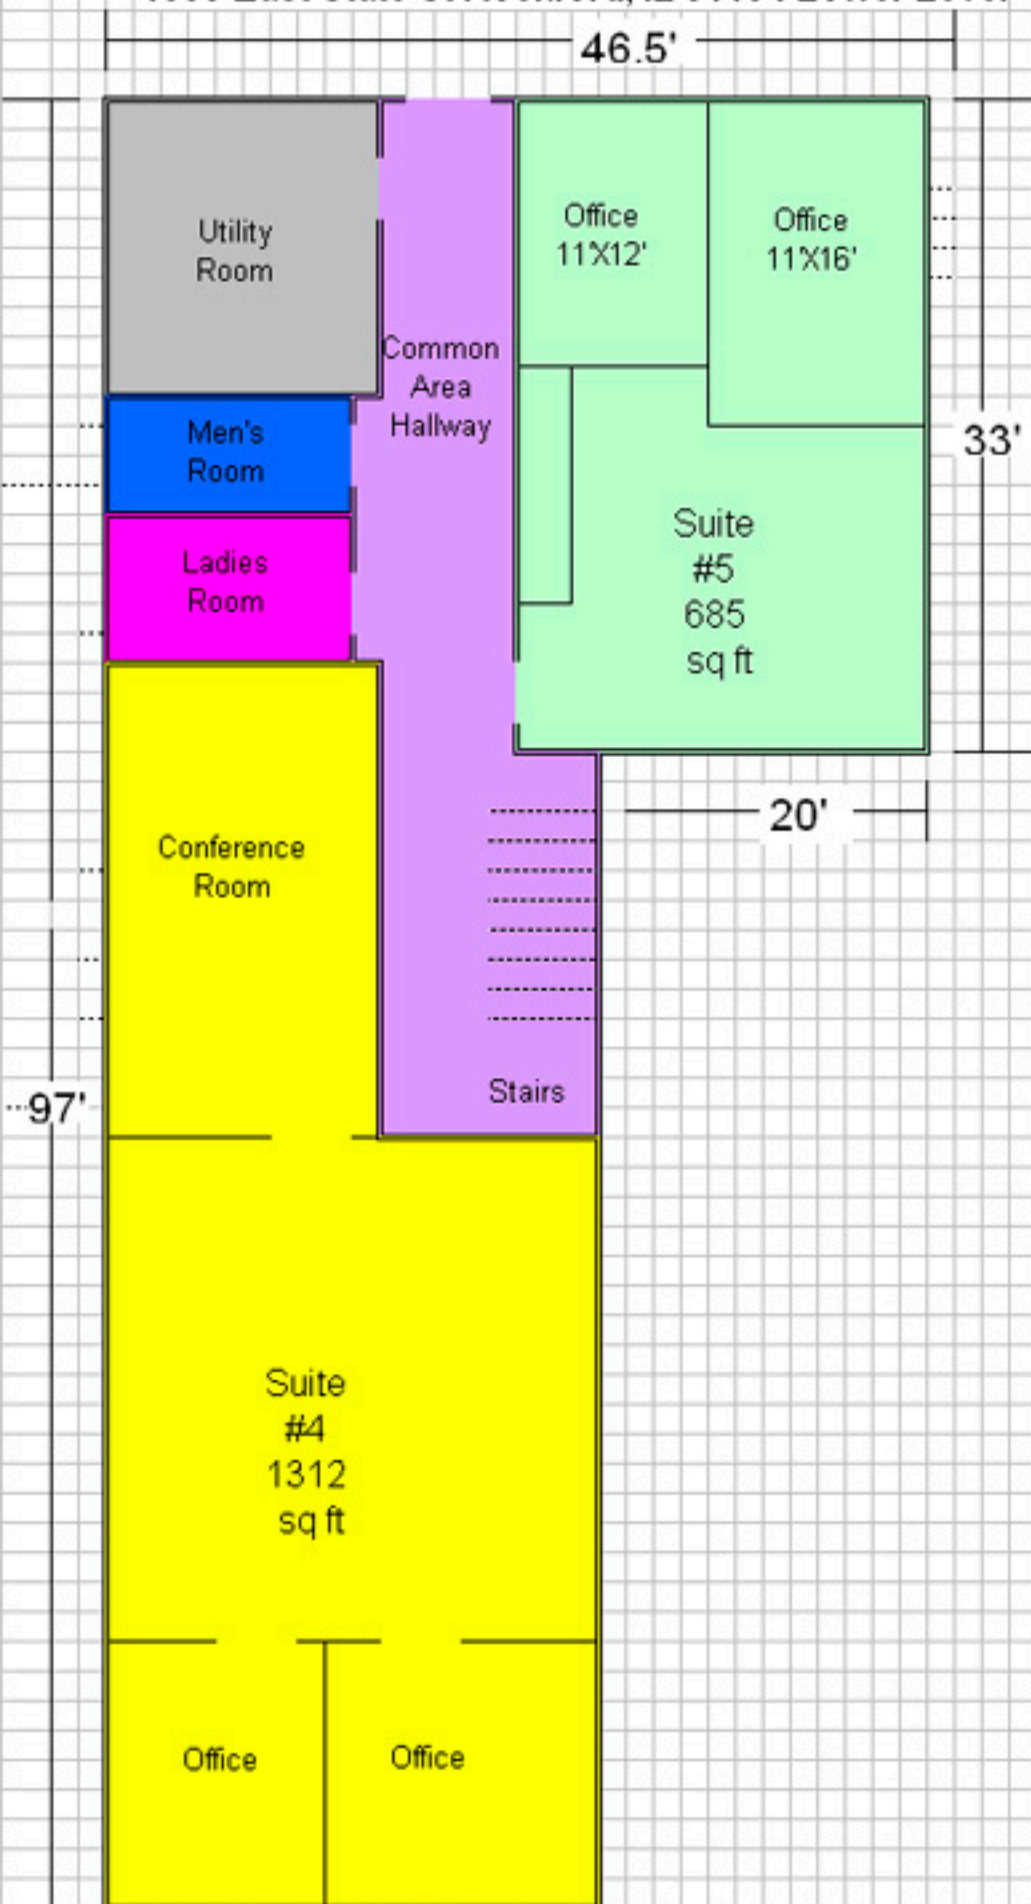 46.5'
Utility
Room
Office
11'X12'
Office
11'X16'
Common
Area
Hallway
Men's
Room
33'
Ladies
Room
Suite
#5
685
sq ft
20'
Conference
Room
Stairs
97'
Suite
#4
1312
sq ft
Office
Office